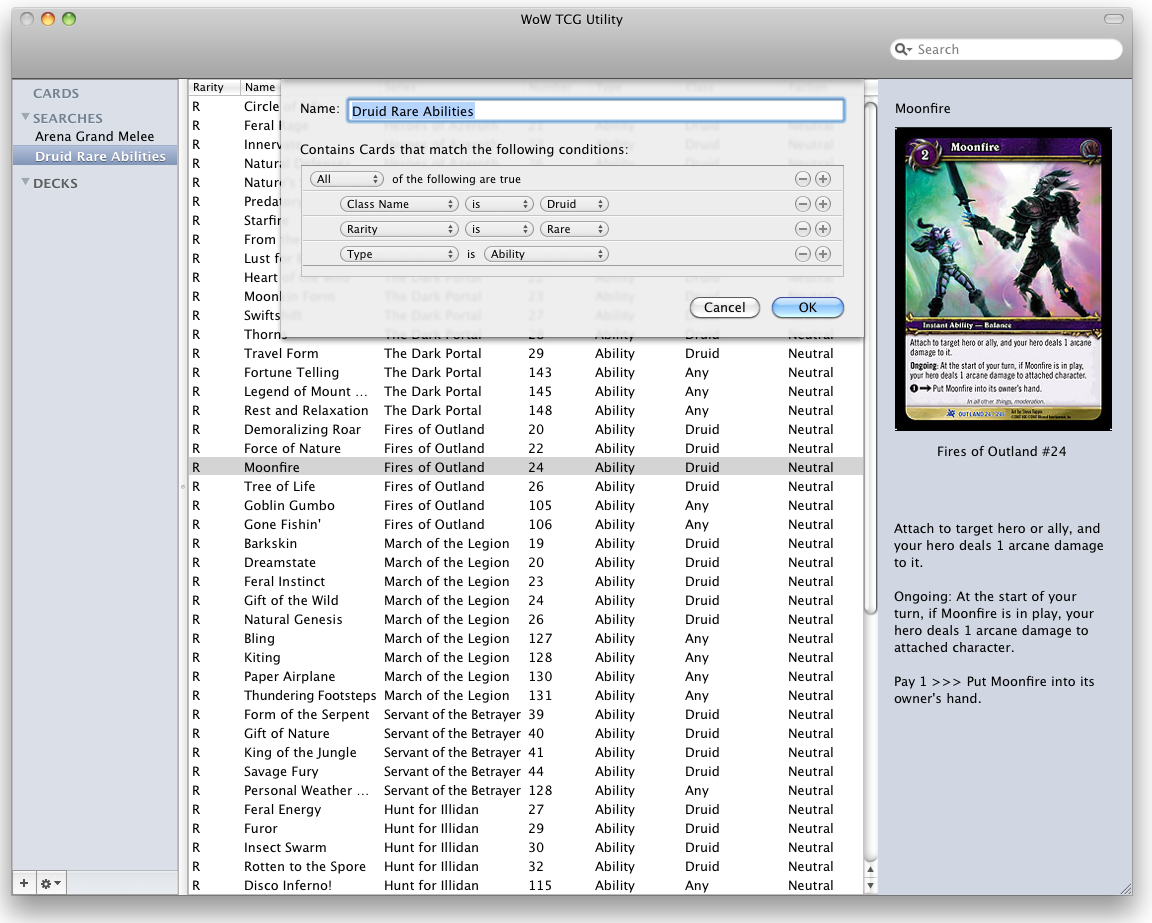 WoW TCG Utility
Search
CARDS
SEARCHES
Arena Grand Melee
Druid Rare Abilities
DECKS
Rarity Name
Name: Druid Rare Abilities
Contains Cards that match the following conditions:
All of the following are true
Class Name is Druid
Rarity is Rare
Type is Ability
Cancel OK
R Circle
R Feral
R Innerv
R Natural
R Nature'
R Predat
R Starfir
R From
R Lust f
R Heart
R Moonkin Form The Dark Portal 23
R Swiftshift The Dark Portal 27
R Thorns The Dark Portal 28 Ability Druid Neutral
R Travel Form The Dark Portal 29 Ability Druid Neutral
R Fortune Telling The Dark Portal 143 Ability Any Neutral
R Legend of Mount ... The Dark Portal 145 Ability Any Neutral
R Rest and Relaxation The Dark Portal 148 Ability Any Neutral
R Demoralizing Roar Fires of Outland 20 Ability Druid Neutral
R Force of Nature Fires of Outland 22 Ability Druid Neutral
R Moonfire Fires of Outland 24 Ability Druid Neutral
R Tree of Life Fires of Outland 26 Ability Druid Neutral
R Goblin Gumbo Fires of Outland 105 Ability Any Neutral
R Gone Fishin' Fires of Outland 106 Ability Any Neutral
R Barkskin March of the Legion 19 Ability Druid Neutral
R Dreamstate March of the Legion 20 Ability Druid Neutral
R Feral Instinct March of the Legion 23 Ability Druid Neutral
R Gift of the Wild March of the Legion 24 Ability Druid Neutral
R Natural Genesis March of the Legion 26 Ability Druid Neutral
R Bling March of the Legion 127 Ability Any Neutral
R Kiting March of the Legion 128 Ability Any Neutral
R Paper Airplane March of the Legion 130 Ability Any Neutral
R Thundering Footsteps March of the Legion 131 Ability Any Neutral
R Form of the Serpent Servant of the Betrayer 39 Ability Druid Neutral
R Gift of Nature Servant of the Betrayer 40 Ability Druid Neutral
R King of the Jungle Servant of the Betrayer 41 Ability Druid Neutral
R Savage Fury Servant of the Betrayer 44 Ability Druid Neutral
R Personal Weather ... Servant of the Betrayer 128 Ability Any Neutral
R Feral Energy Hunt for Illidan 27 Ability Druid Neutral
R Furor Hunt for Illidan 29 Ability Druid Neutral
R Insect Swarm Hunt for Illidan 30 Ability Druid Neutral
R Rotten to the Spore Hunt for Illidan 32 Ability Druid Neutral
R Disco Inferno! Hunt for Illidan 115 Ability Any Neutral
Moonfire
2 Moonfire
Instant Ability — Balance
Attach to target hero or ally, and your hero deals 1 arcane
damage to it.
Ongoing: At the start of your turn, if Moonfire is in play,
your hero deals 1 arcane damage to attached character.
Put Moonfire into its owner's hand.
In all other things, moderation.
Fires of Outland #24
Attach to target hero or ally, and
your hero deals 1 arcane damage
to it.
Ongoing: At the start of your
turn, if Moonfire is in play, your
hero deals 1 arcane damage to
attached character.
Pay 1 >>> Put Moonfire into its
owner's hand.